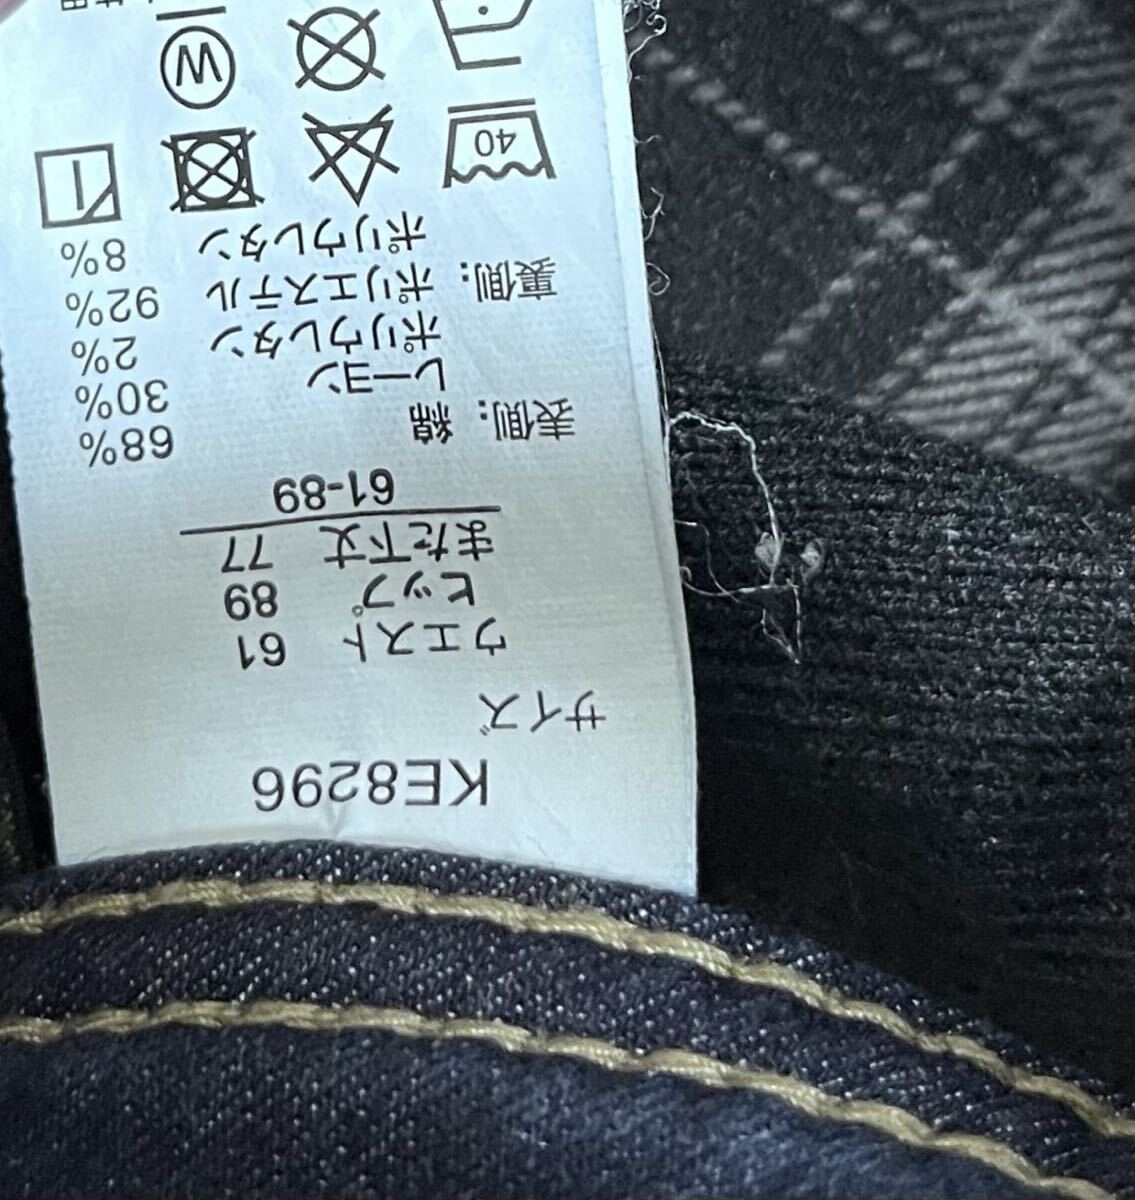 KE8296
サイズ
ウエスト 61
ヒップ 89
また下丈 77
61-89
表側: 綿 68%
レーヨン 30%
ポリウレタン 2%
裏側: ポリエステル 92%
ポリウレタン 8%
40
W